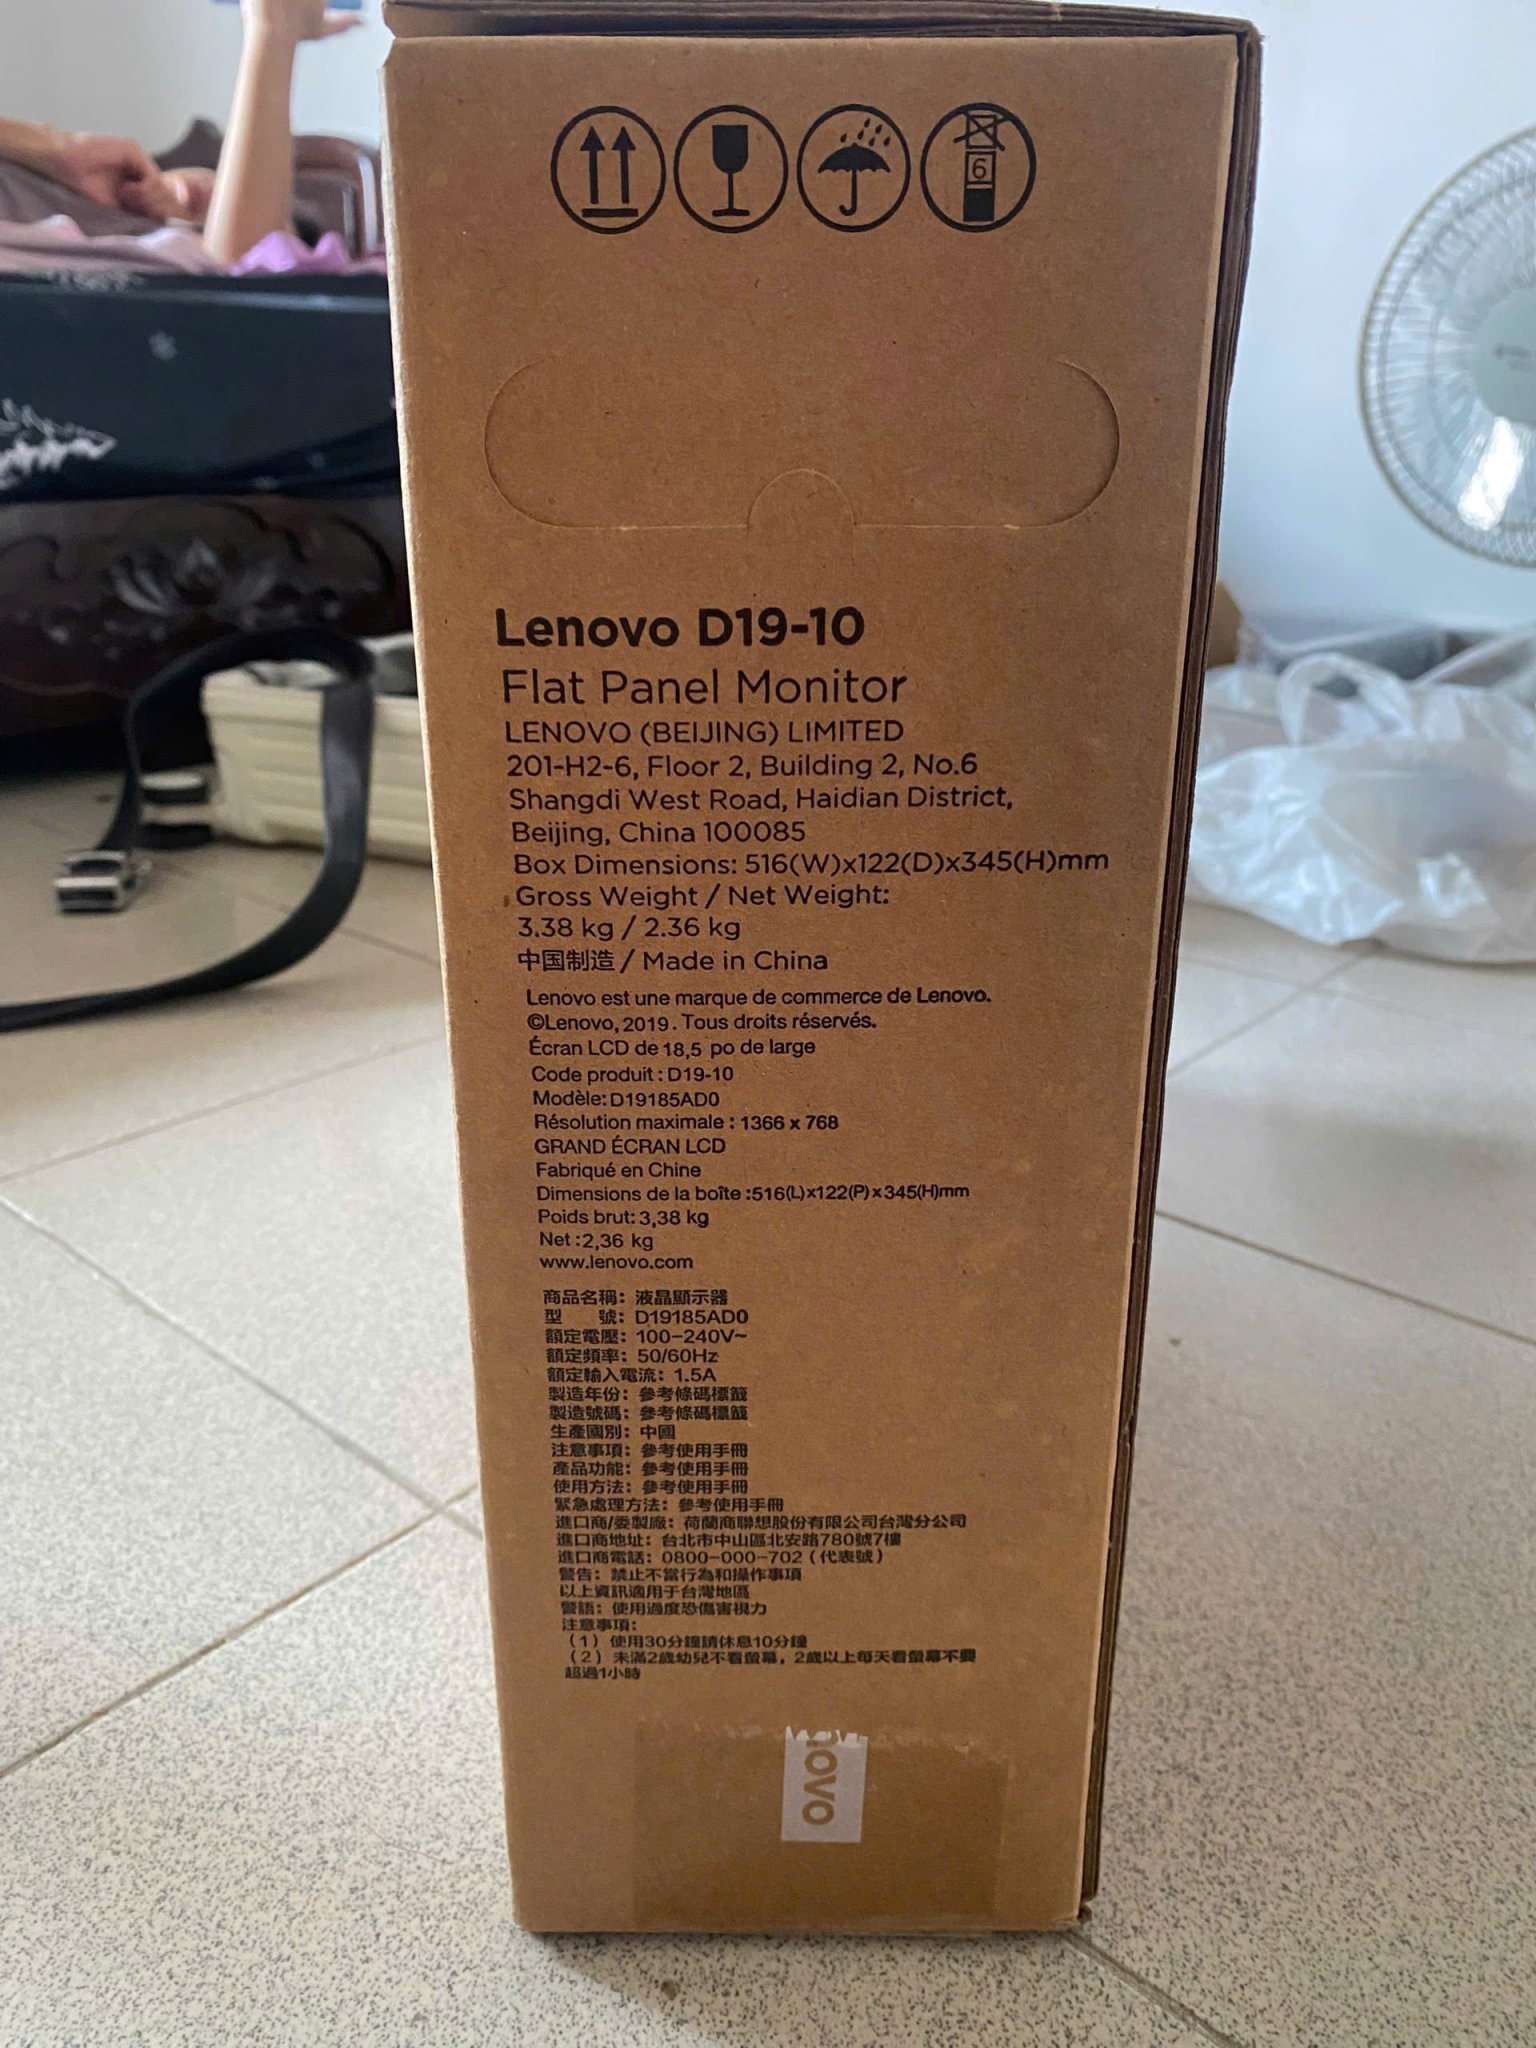 6
Lenovo D19-10
Flat Panel Monitor
LENOVO (BEIJING) LIMITED
201-H2-6, Floor 2, Building 2, No.6
Shangdi West Road, Haidian District,
Beijing, China 100085
Box Dimensions: 516(W)x122(D)x345(H)mm
Gross Weight / Net Weight:
3.38 kg / 2.36 kg
中国制造 / Made in China
Lenovo est une marque de commerce de Lenovo.
©Lenovo, 2019. Tous droits réservés.
Écran LCD de 18,5 po de large
Code produit : D19-10
Modèle: D19185AD0
Résolution maximale : 1366 x 768
GRAND ÉCRAN LCD
Fabriqué en Chine
Dimensions de la boîte :516(L)x122(P)x345(H)mm
Poids brut: 3,38 kg
Net :2,36 kg
www.lenovo.com
商品名稱: 液晶顯示器
型 號: D19185AD0
額定電壓: 100-240V~
額定頻率: 50/60Hz
額定輸入電流: 1.5A
製造年份: 參考條碼標籤
製造號碼: 參考條碼標籤
生產國別: 中國
注意事項: 參考使用手冊
產品功能: 參考使用手冊
使用方法: 參考使用手冊
緊急處理方法: 參考使用手冊
進口商/委製廠: 荷蘭商聯想股份有限公司台灣分公司
進口商地址: 台北市中山區北安路780號7樓
進口商電話: 0800-000-702 (代表號)
警告: 禁止不當行為和操作事項
以上資訊適用于台灣地區
警語: 使用過度恐傷害視力
注意事項:
(1) 使用30分鐘請休息10分鐘
(2) 未滿2歲幼兒不看螢幕, 2歲以上每天看螢幕不要
超過1小時
novo